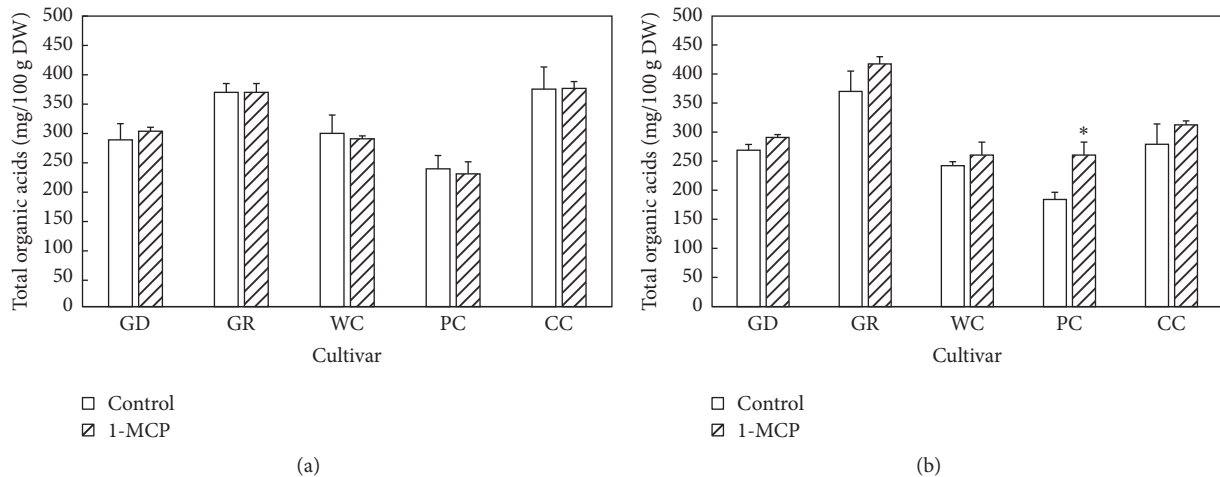 Total organic acids (mg/100 g DW)
500
450
400
350
300
250
200
150
100
50
0
GD GR WC PC CC
Cultivar
Control
1-MCP
(a)
Total organic acids (mg/100 g DW)
500
450
400
350
300
250
200
150
100
50
0
*
GD GR WC PC CC
Cultivar
Control
1-MCP
(b)